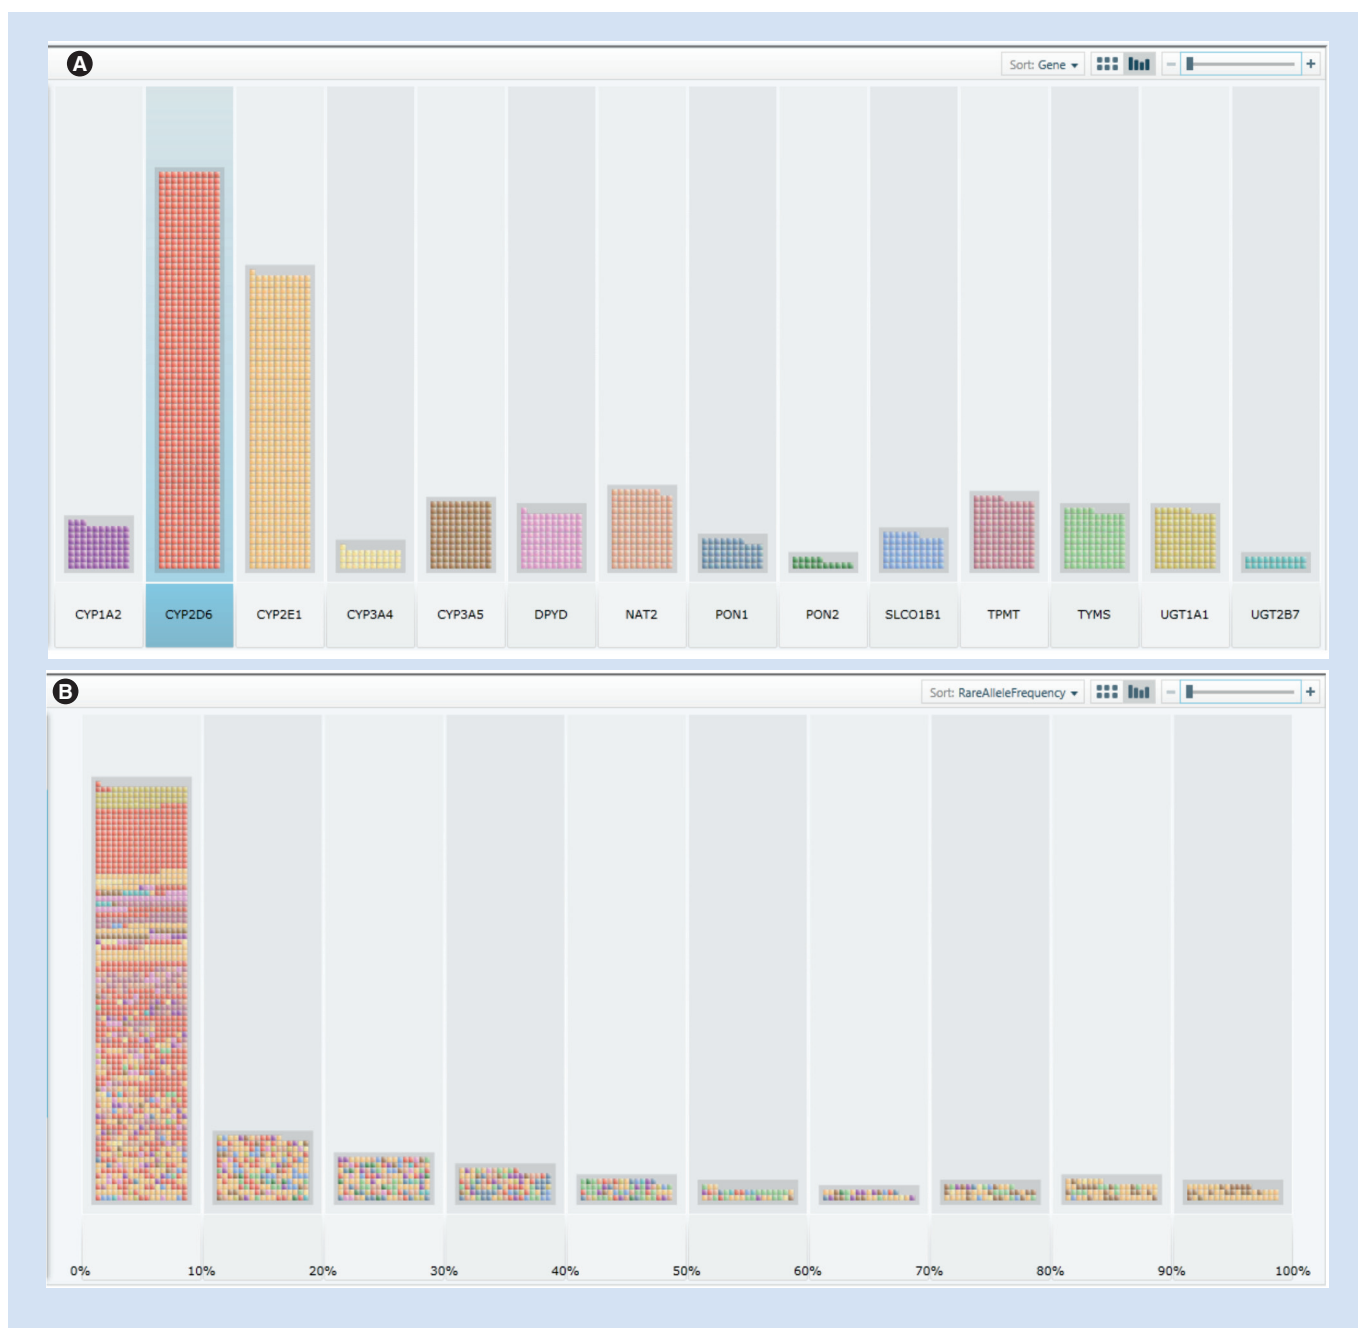 A
Sort: Gene
CYP1A2 CYP2D6 CYP2E1 CYP3A4 CYP3A5 DPYD NAT2 PON1 PON2 SLCO1B1 TPMT TYMS UGT1A1 UGT2B7
B
Sort: RareAlleleFrequency
0% 10% 20% 30% 40% 50% 60% 70% 80% 90% 100%